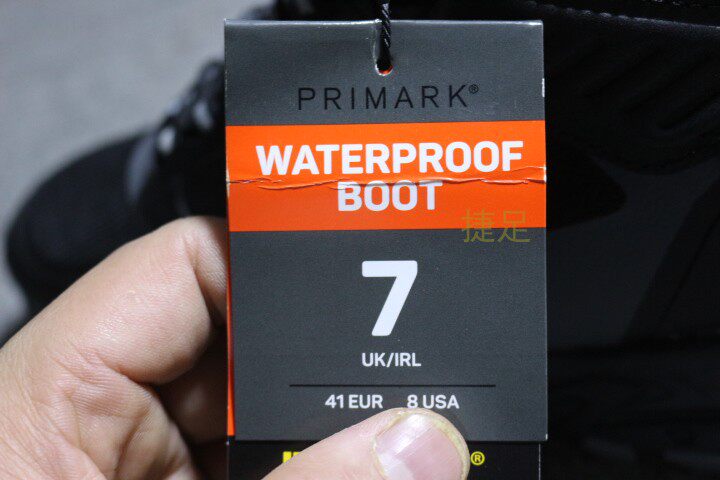 PRIMARK®
WATERPROOF
BOOT
捷足
7
UK/IRL
41 EUR 8 USA
®